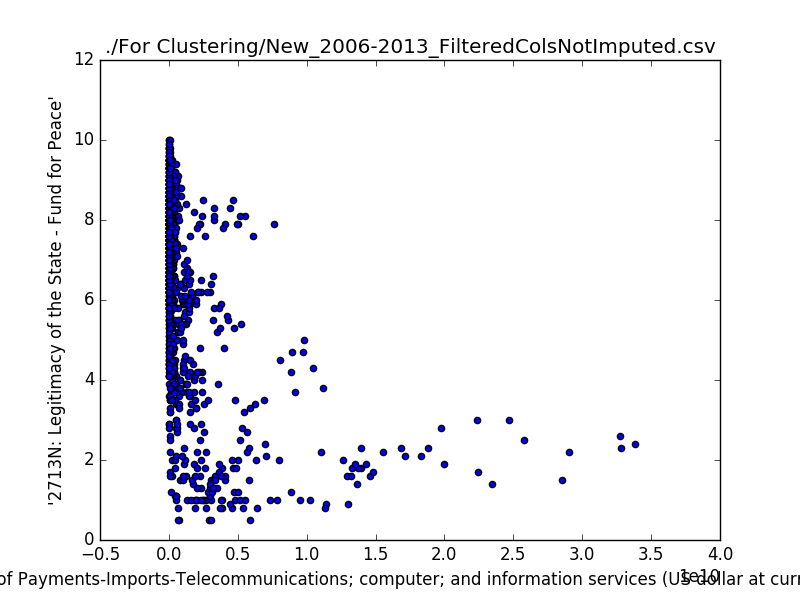 ./For Clustering/New_2006-2013_FilteredColsNotImputed.csv
12
10
8
6
4
2
0
'2713N: Legitimacy of the State - Fund for Peace'
−0.5 0.0 0.5 1.0 1.5 2.0 2.5 3.0 3.5 4.0
1e10
of Payments-Imports-Telecommunications; computer; and information services (US dollar at curr